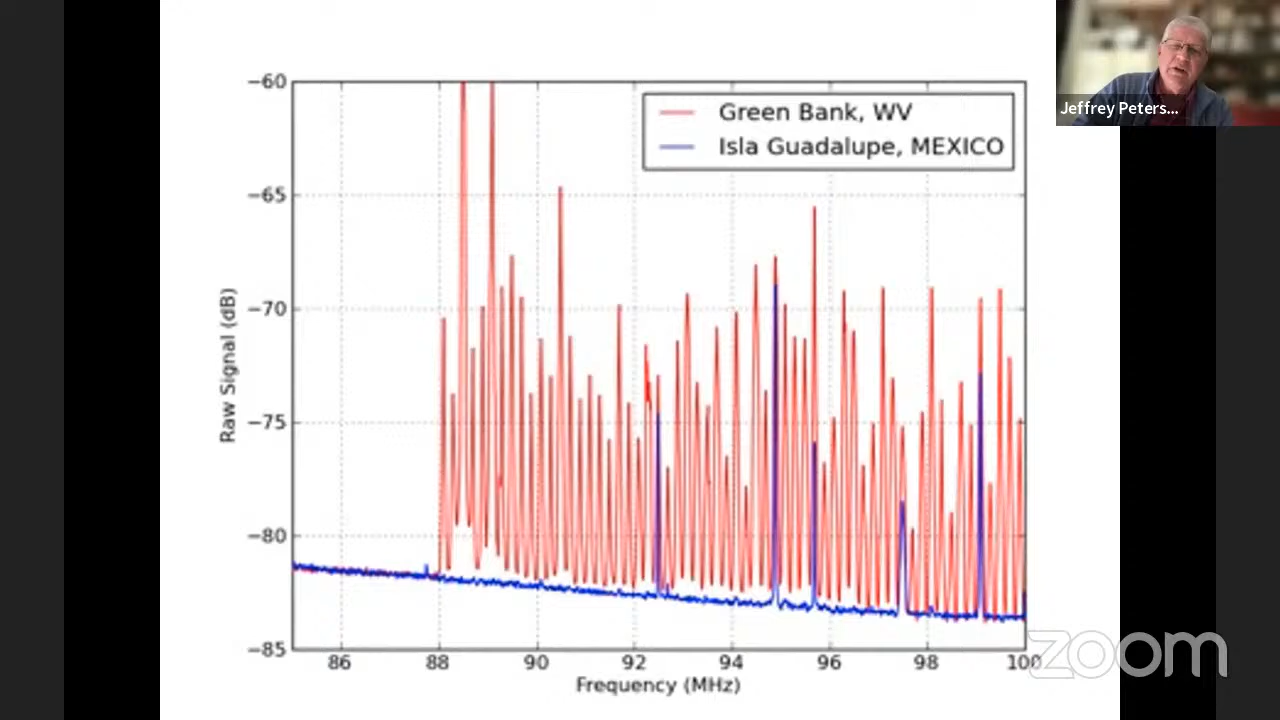 Jeffrey Peters...
Green Bank, WV
Isla Guadalupe, MEXICO
Raw Signal (dB)
−60
−65
−70
−75
−80
−85
86 88 90 92 94 96 98 100
Frequency (MHz)
zoom